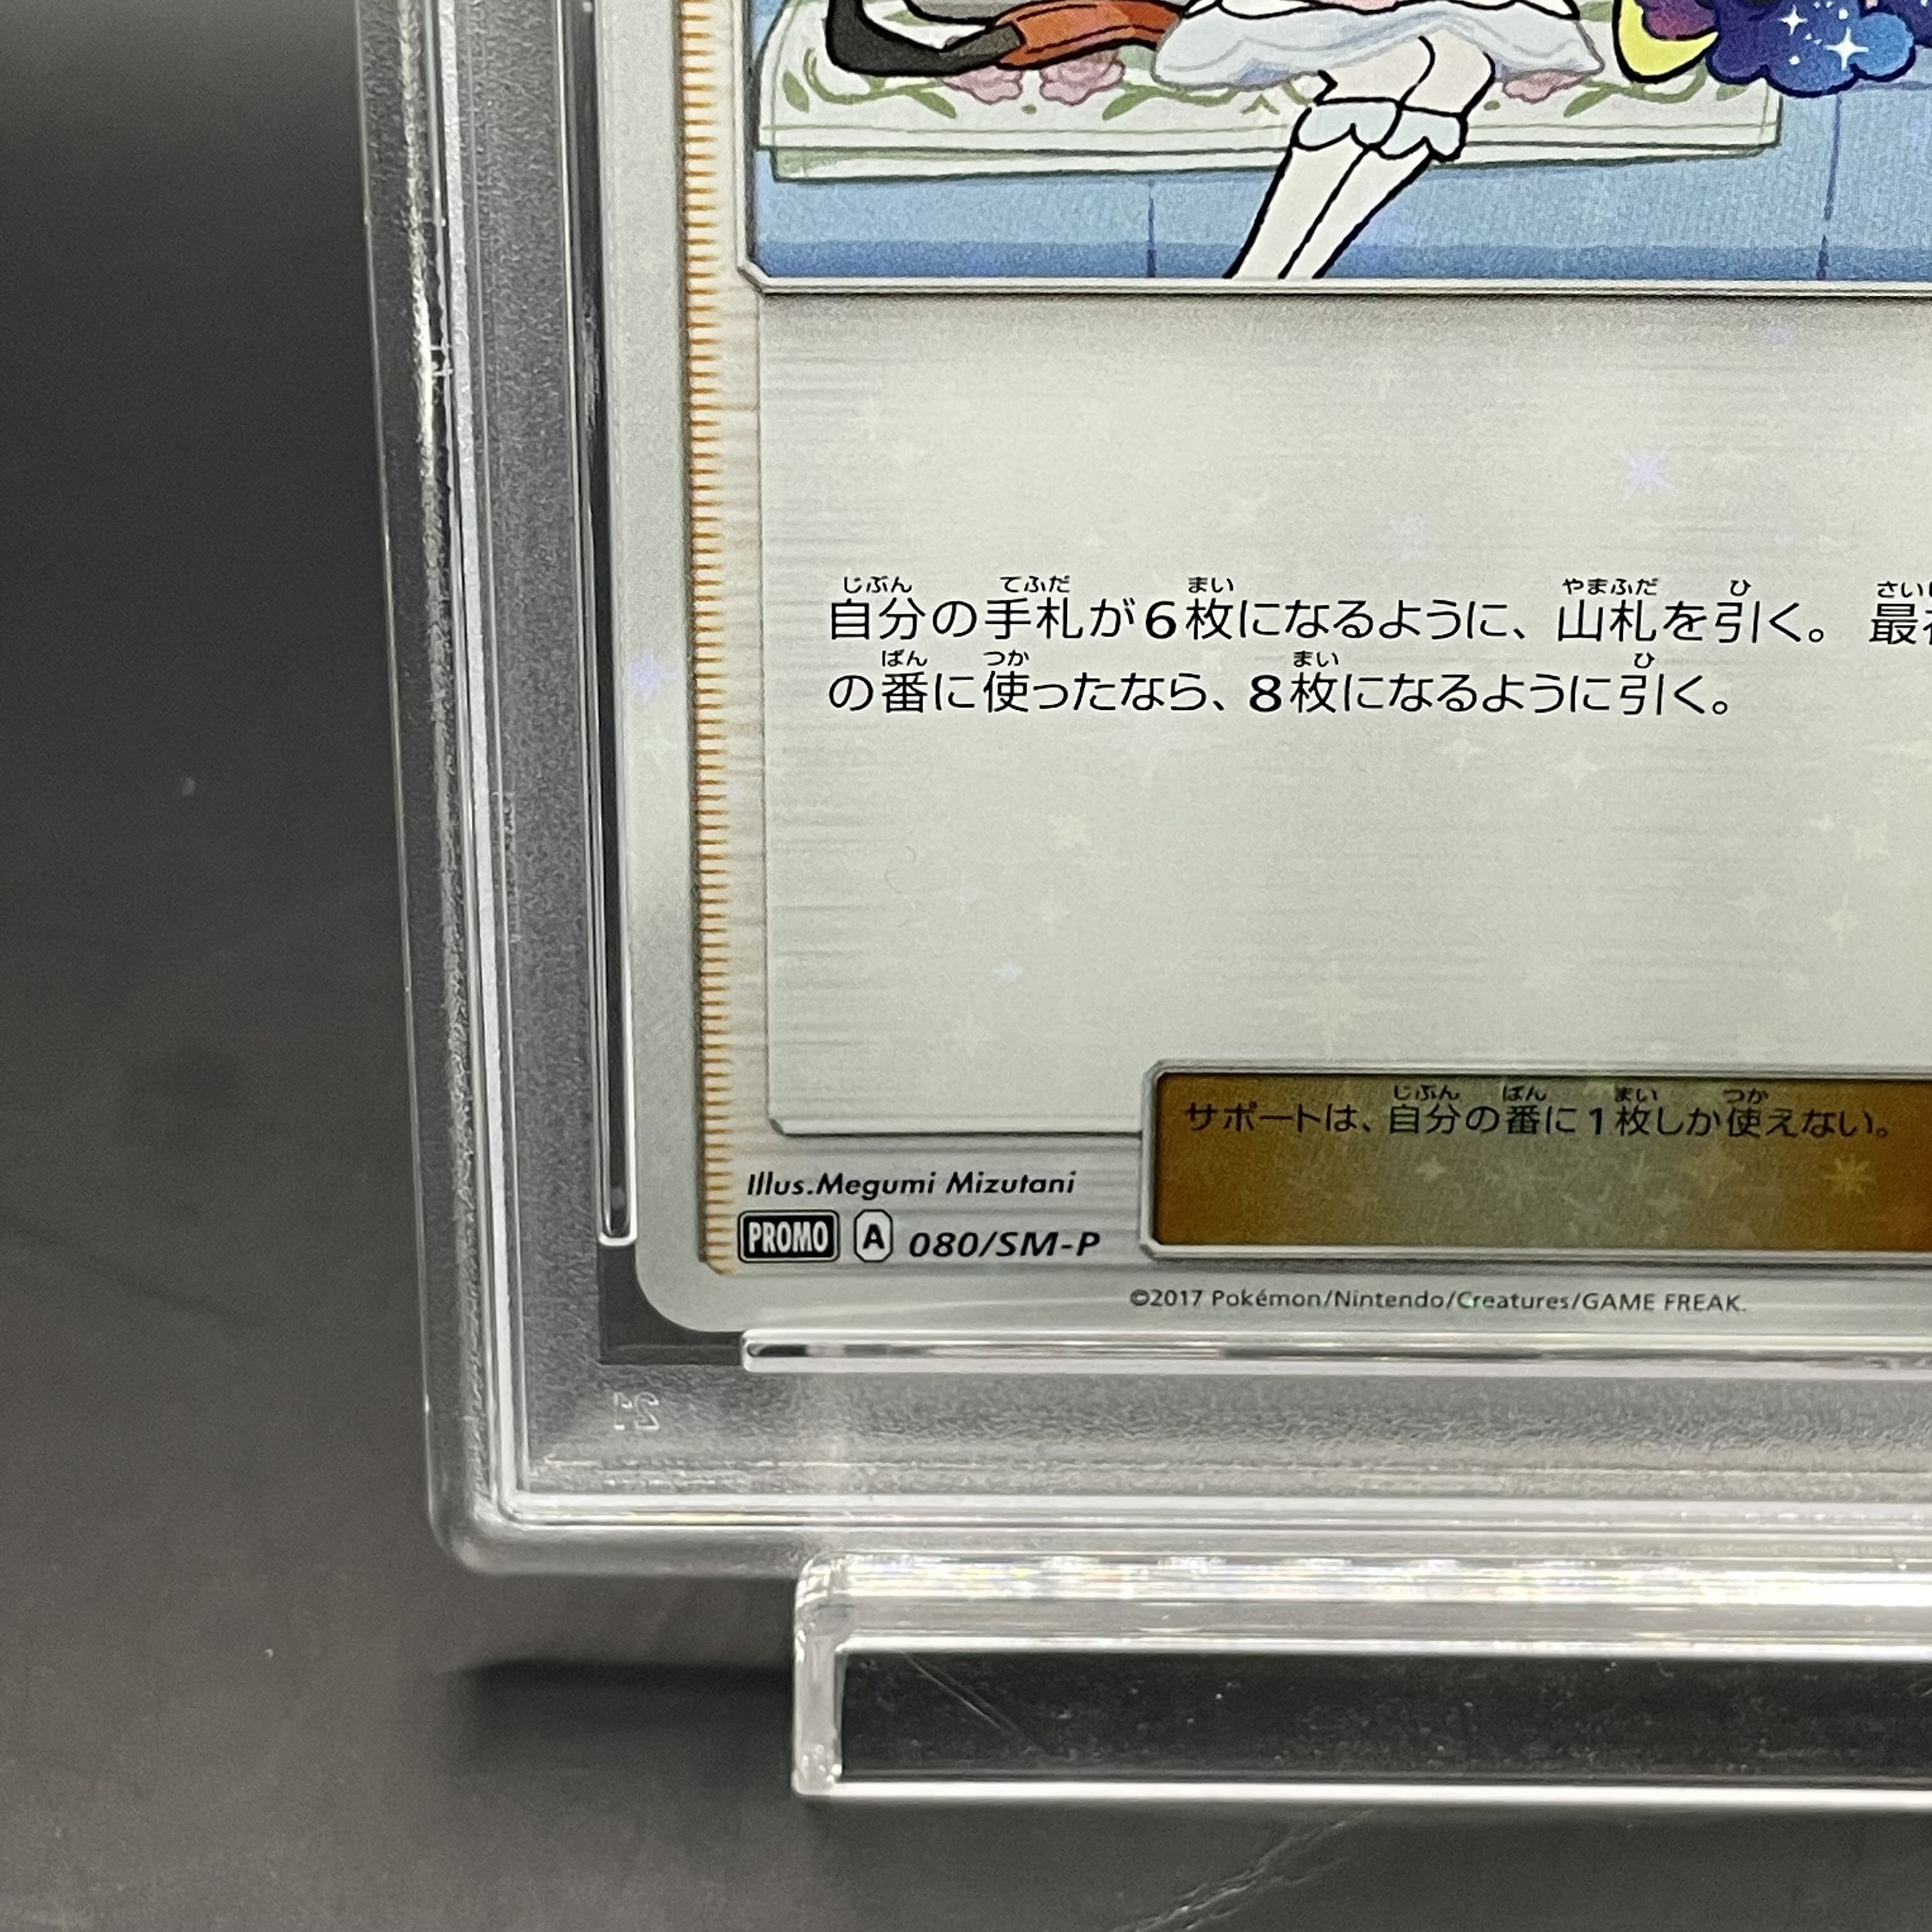 自分の手札が6枚になるように、山札を引く。最
の番に使ったなら、8枚になるように引く。
サポートは、自分の番に1枚しか使えない。
Illus.Megumi Mizutani
PROMO A 080/SM-P
©2017 Pokémon/Nintendo/Creatures/GAME FREAK.